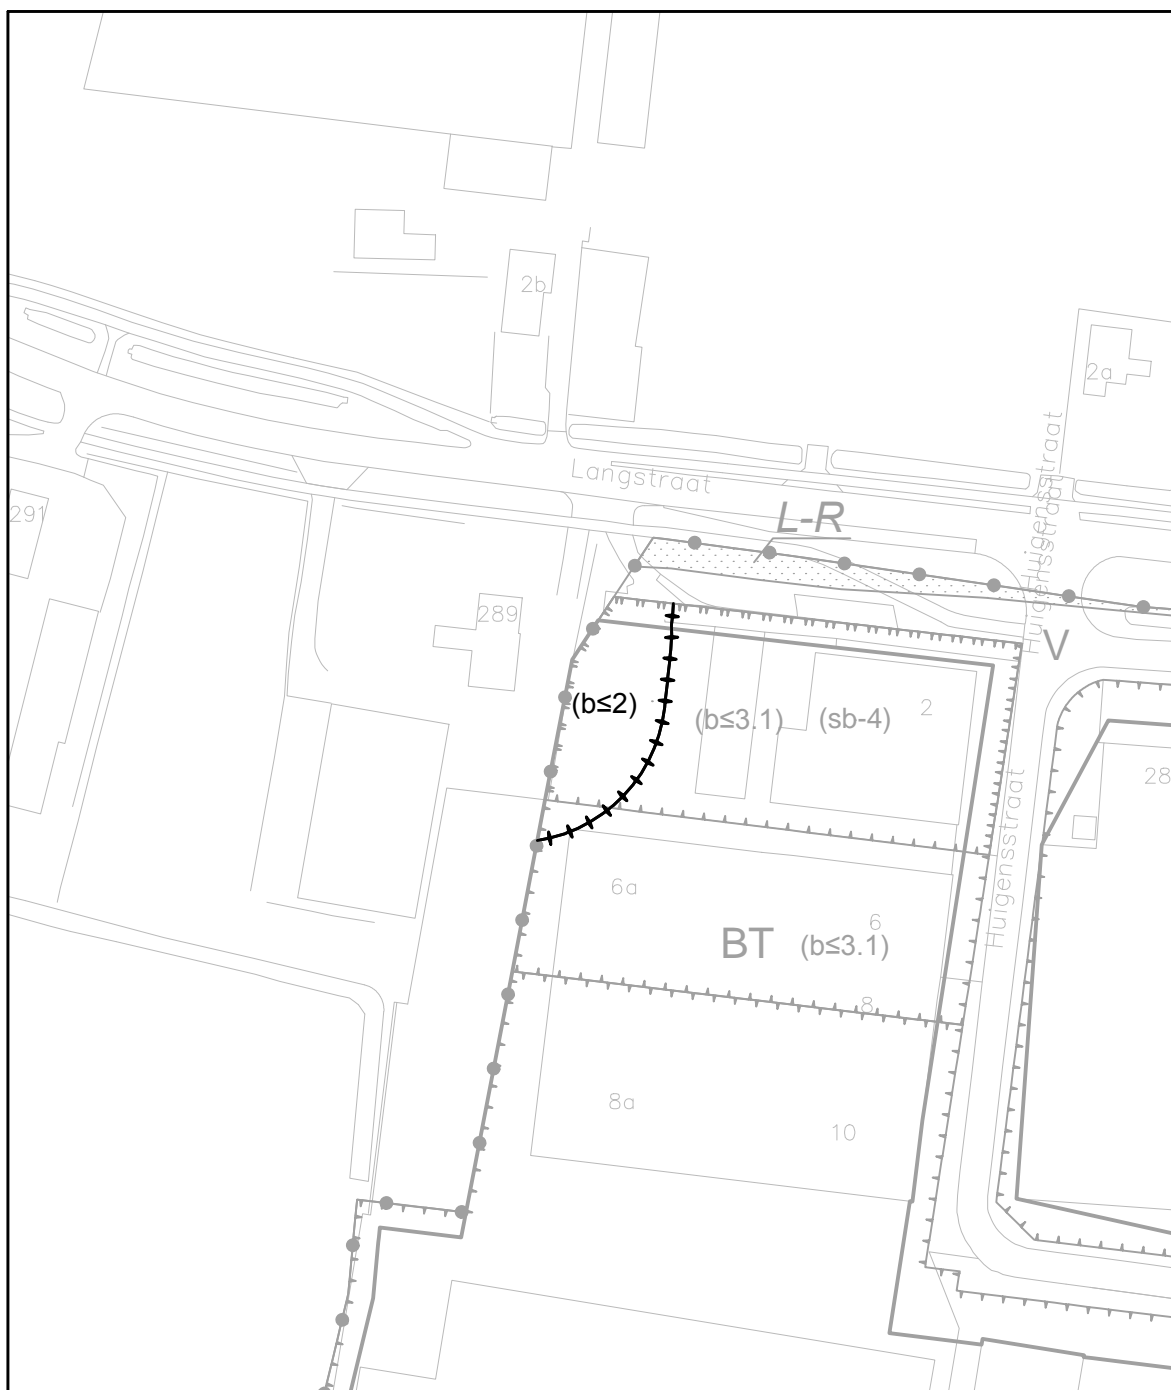 2b
2a
Langstraat
Huigensstraat
Huigensstraat
291
L-R
289
V
(b≤2)
(b≤3.1)
(sb-4)
2
28
Huigensstraat
6a
6
BT
(b≤3.1)
8
8a
10